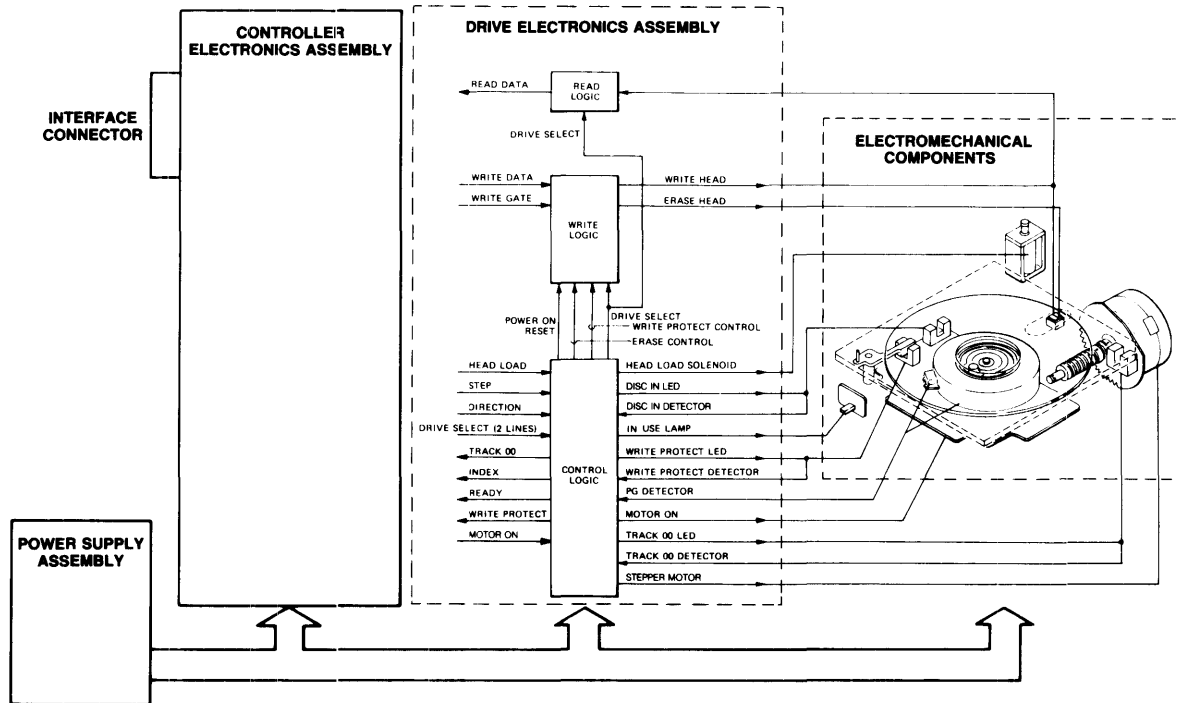 CONTROLLER
ELECTRONICS ASSEMBLY
INTERFACE
CONNECTOR
POWER SUPPLY
ASSEMBLY
DRIVE ELECTRONICS ASSEMBLY
READ DATA
READ
LOGIC
DRIVE SELECT
WRITE DATA
WRITE GATE
WRITE
LOGIC
WRITE HEAD
ERASE HEAD
POWER ON
RESET
DRIVE SELECT
WRITE PROTECT CONTROL
ERASE CONTROL
HEAD LOAD
STEP
DIRECTION
DRIVE SELECT (2 LINES)
TRACK 00
INDEX
READY
WRITE PROTECT
MOTOR ON
CONTROL
LOGIC
HEAD LOAD SOLENOID
DISC IN LED
DISC IN DETECTOR
IN USE LAMP
WRITE PROTECT LED
WRITE PROTECT DETECTOR
PG DETECTOR
MOTOR ON
TRACK 00 LED
TRACK 00 DETECTOR
STEPPER MOTOR
ELECTROMECHANICAL
COMPONENTS